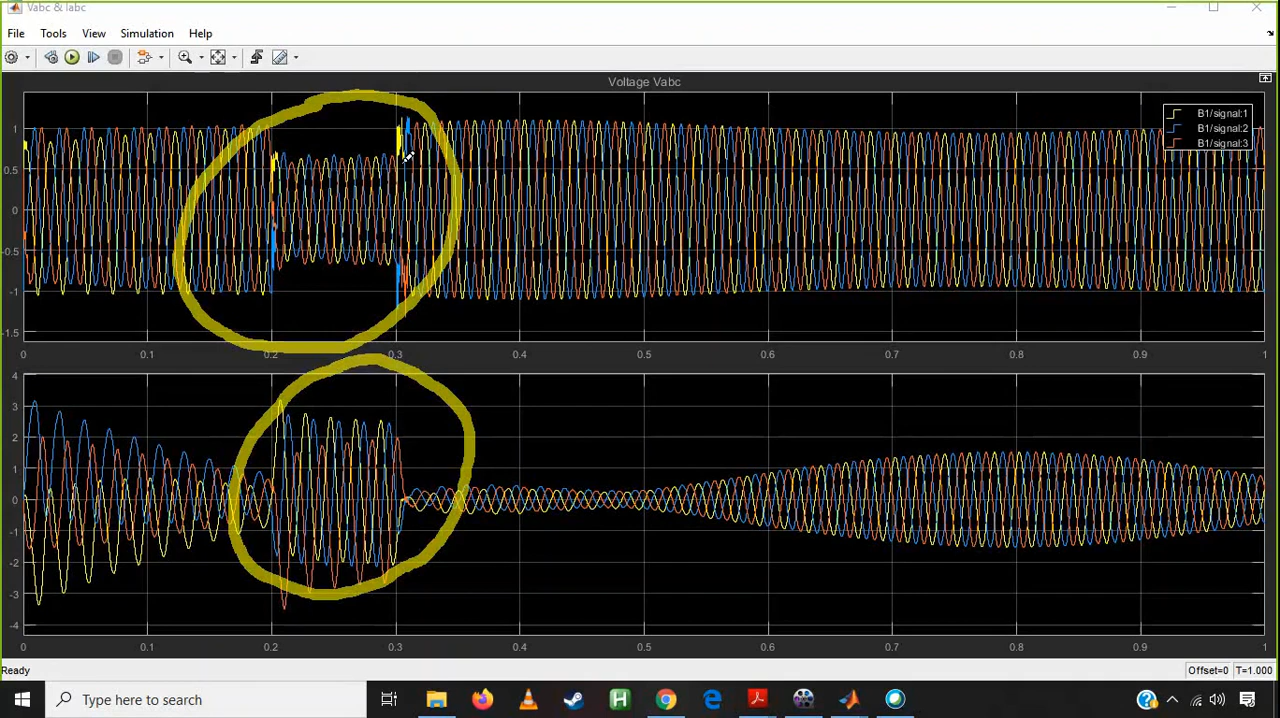 Vabc & Iabc
File Tools View Simulation Help
Voltage Vabc
B1/signal:1
B1/signal:2
B1/signal:3
1
0.5
0
-0.5
-1
-1.5
0 0.1 0.2 0.3 0.4 0.5 0.6 0.7 0.8 0.9 1
4
3
2
1
0
-1
-2
-3
-4
0 0.1 0.2 0.3 0.4 0.5 0.6 0.7 0.8 0.9 1
Ready Offset=0 T=1.000
Type here to search